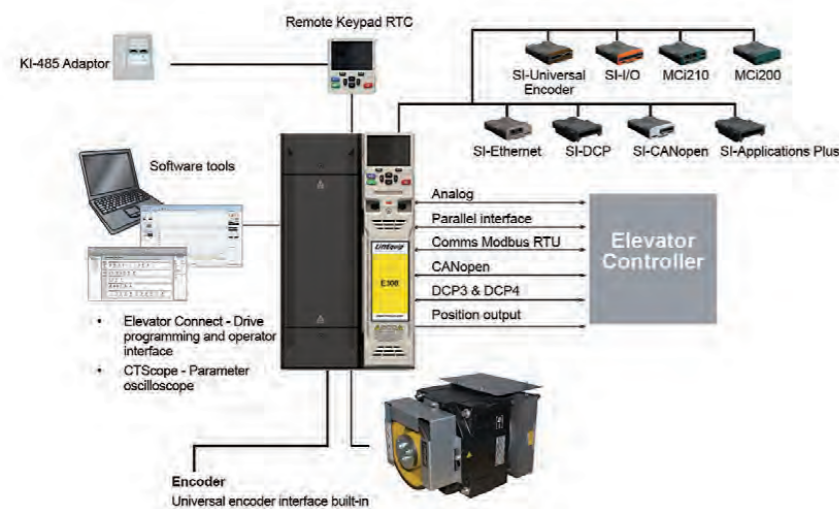 Remote Keypad RTC
KI-485 Adaptor
SI-Universal
Encoder
SI-I/O
MCi210
MCi200
SI-Ethernet
SI-DCP
SI-CANopen
SI-Applications Plus
Software tools
Analog
Parallel interface
Comms Modbus RTU
CANopen
DCP3 & DCP4
Position output
Elevator
Controller
E300
• Elevator Connect - Drive
programming and operator
interface
• CTScope - Parameter
oscilloscope
Encoder
Universal encoder interface built-in